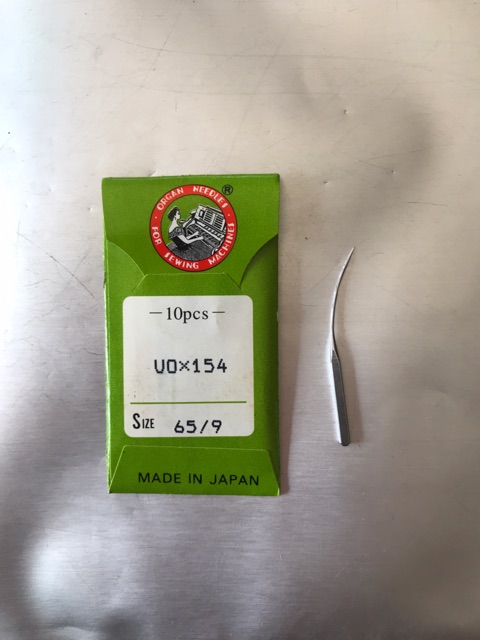 ORGAN NEEDLES ®
FOR SEWING MACHINES
－10pcs－
UO×154
SIZE 65/9
MADE IN JAPAN